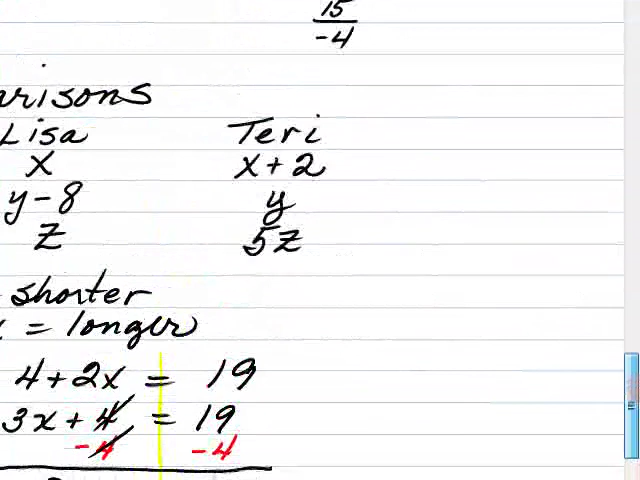 15
-4
risons
Lisa Teri
x x + 2
y - 8 y
z 5z
shorter
= longer
4 + 2x = 19
3x + 4 = 19
-4 -4